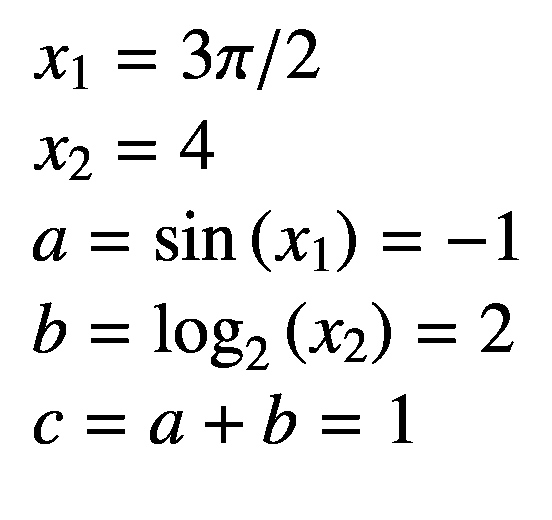 x₁ = 3π/2
x₂ = 4
a = sin (x₁) = −1
b = log₂ (x₂) = 2
c = a + b = 1